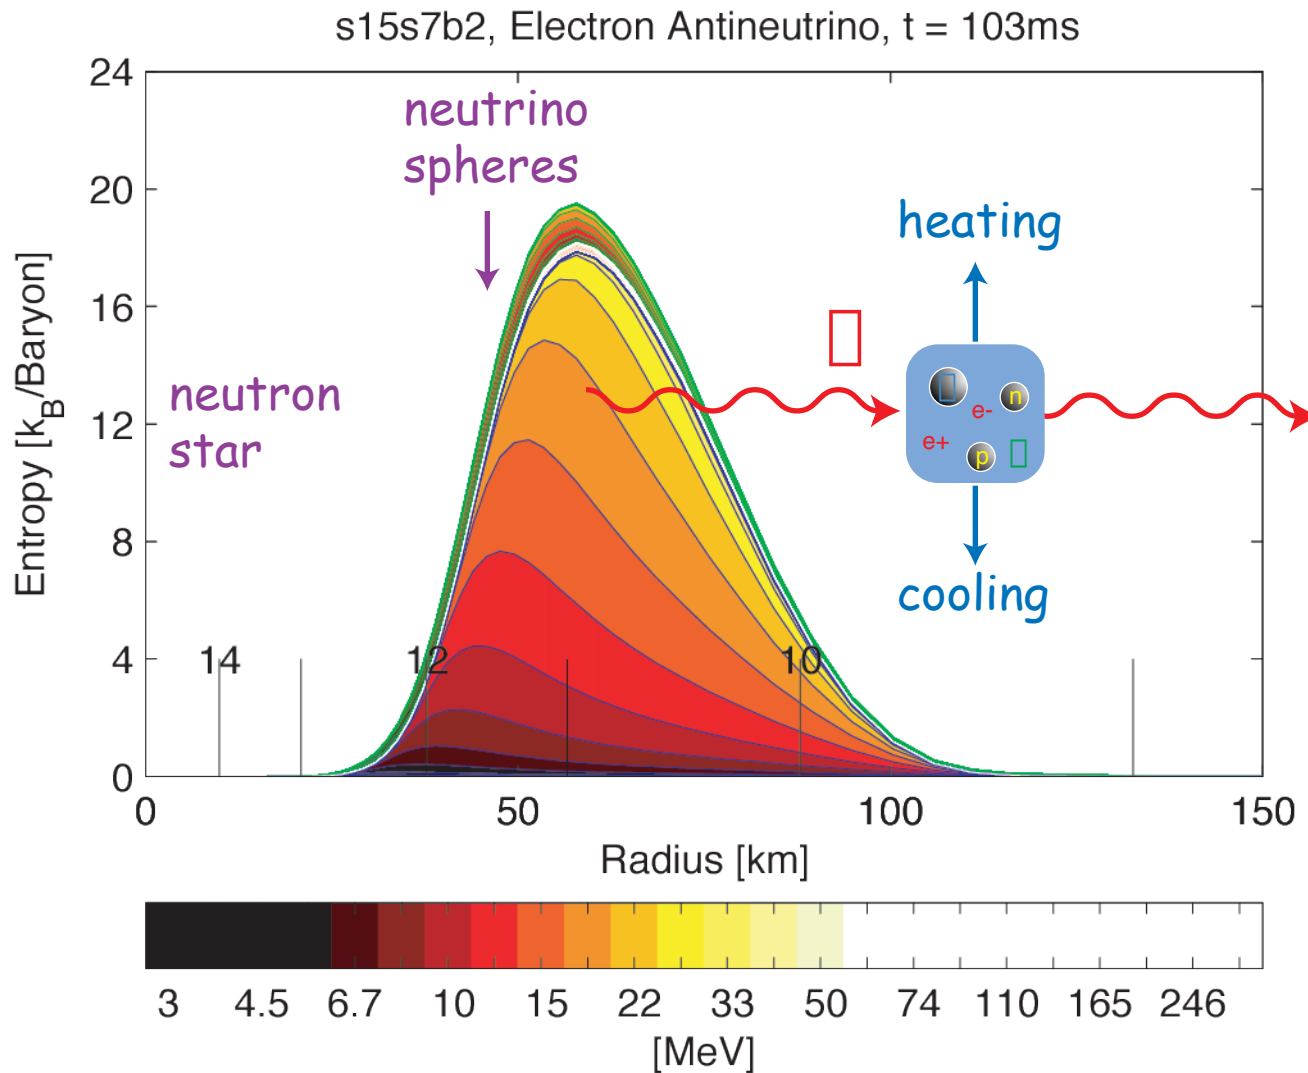 s15s7b2, Electron Antineutrino, t = 103ms
24
20
16
12
8
4
0
Entropy [k_B/Baryon]
neutrino
spheres
heating
neutron
star
n
e-
e+
p
cooling
14
12
10
0
50
100
150
Radius [km]
3
4.5
6.7
10
15
22
33
50
74
110
165
246
[MeV]